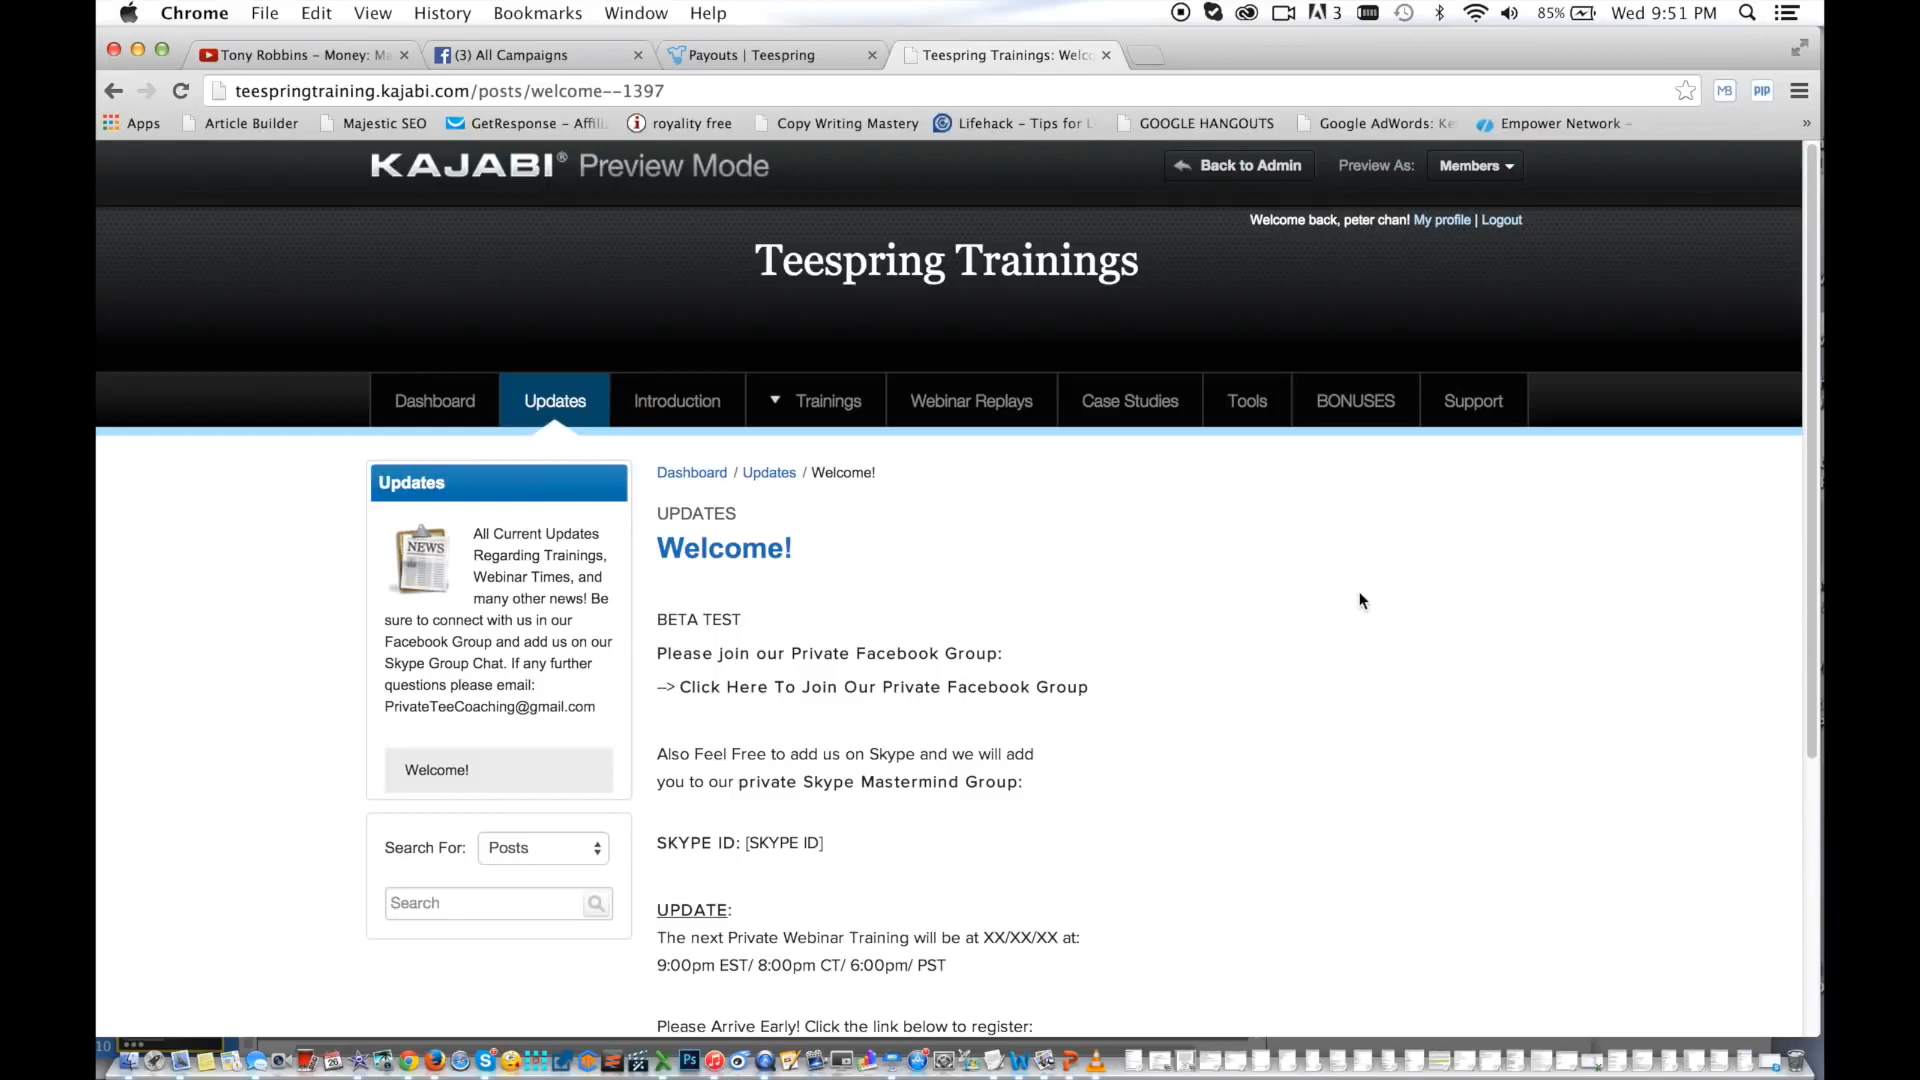 Chrome File Edit View History Bookmarks Window Help 3 85% Wed 9:51 PM
Tony Robbins – Money: Ma (3) All Campaigns Payouts | Teespring Teespring Trainings: Welco
teespringtraining.kajabi.com/posts/welcome--1397 MB PIP
Apps Article Builder Majestic SEO GetResponse – Affili royality free Copy Writing Mastery Lifehack – Tips for L GOOGLE HANGOUTS Google AdWords: Ke Empower Network – »
KAJABI® Preview Mode Back to Admin Preview As: Members
Welcome back, peter chan! My profile | Logout
Teespring Trainings
Dashboard Updates Introduction Trainings Webinar Replays Case Studies Tools BONUSES Support
Updates
NEWS
All Current Updates
Regarding Trainings,
Webinar Times, and
many other news! Be
sure to connect with us in our
Facebook Group and add us on our
Skype Group Chat. If any further
questions please email:
PrivateTeeCoaching@gmail.com
Welcome!
Search For: Posts
Search
Dashboard / Updates / Welcome!
UPDATES
Welcome!
BETA TEST
Please join our Private Facebook Group:
--> Click Here To Join Our Private Facebook Group
Also Feel Free to add us on Skype and we will add
you to our private Skype Mastermind Group:
SKYPE ID: [SKYPE ID]
UPDATE:
The next Private Webinar Training will be at XX/XX/XX at:
9:00pm EST/ 8:00pm CT/ 6:00pm/ PST
Please Arrive Early! Click the link below to register:
10